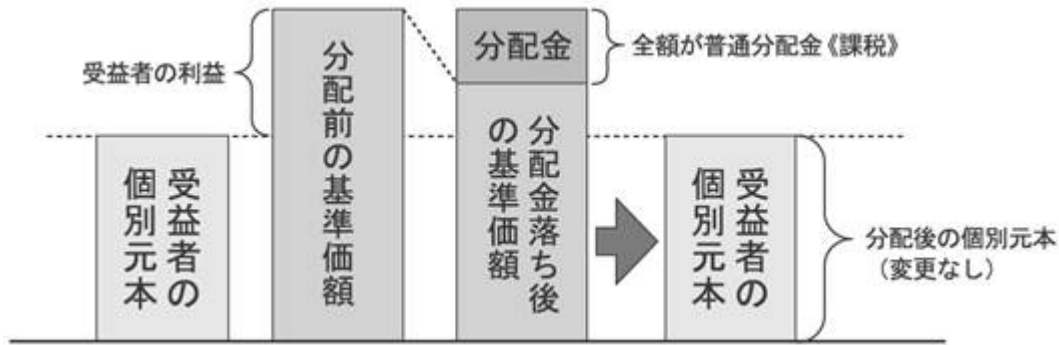 受益者の利益
受益者の
個別元本
分配前の基準価額
分配金
全額が普通分配金《課税》
分配金落ち後
の基準価額
受益者の
個別元本
分配後の個別元本
（変更なし）